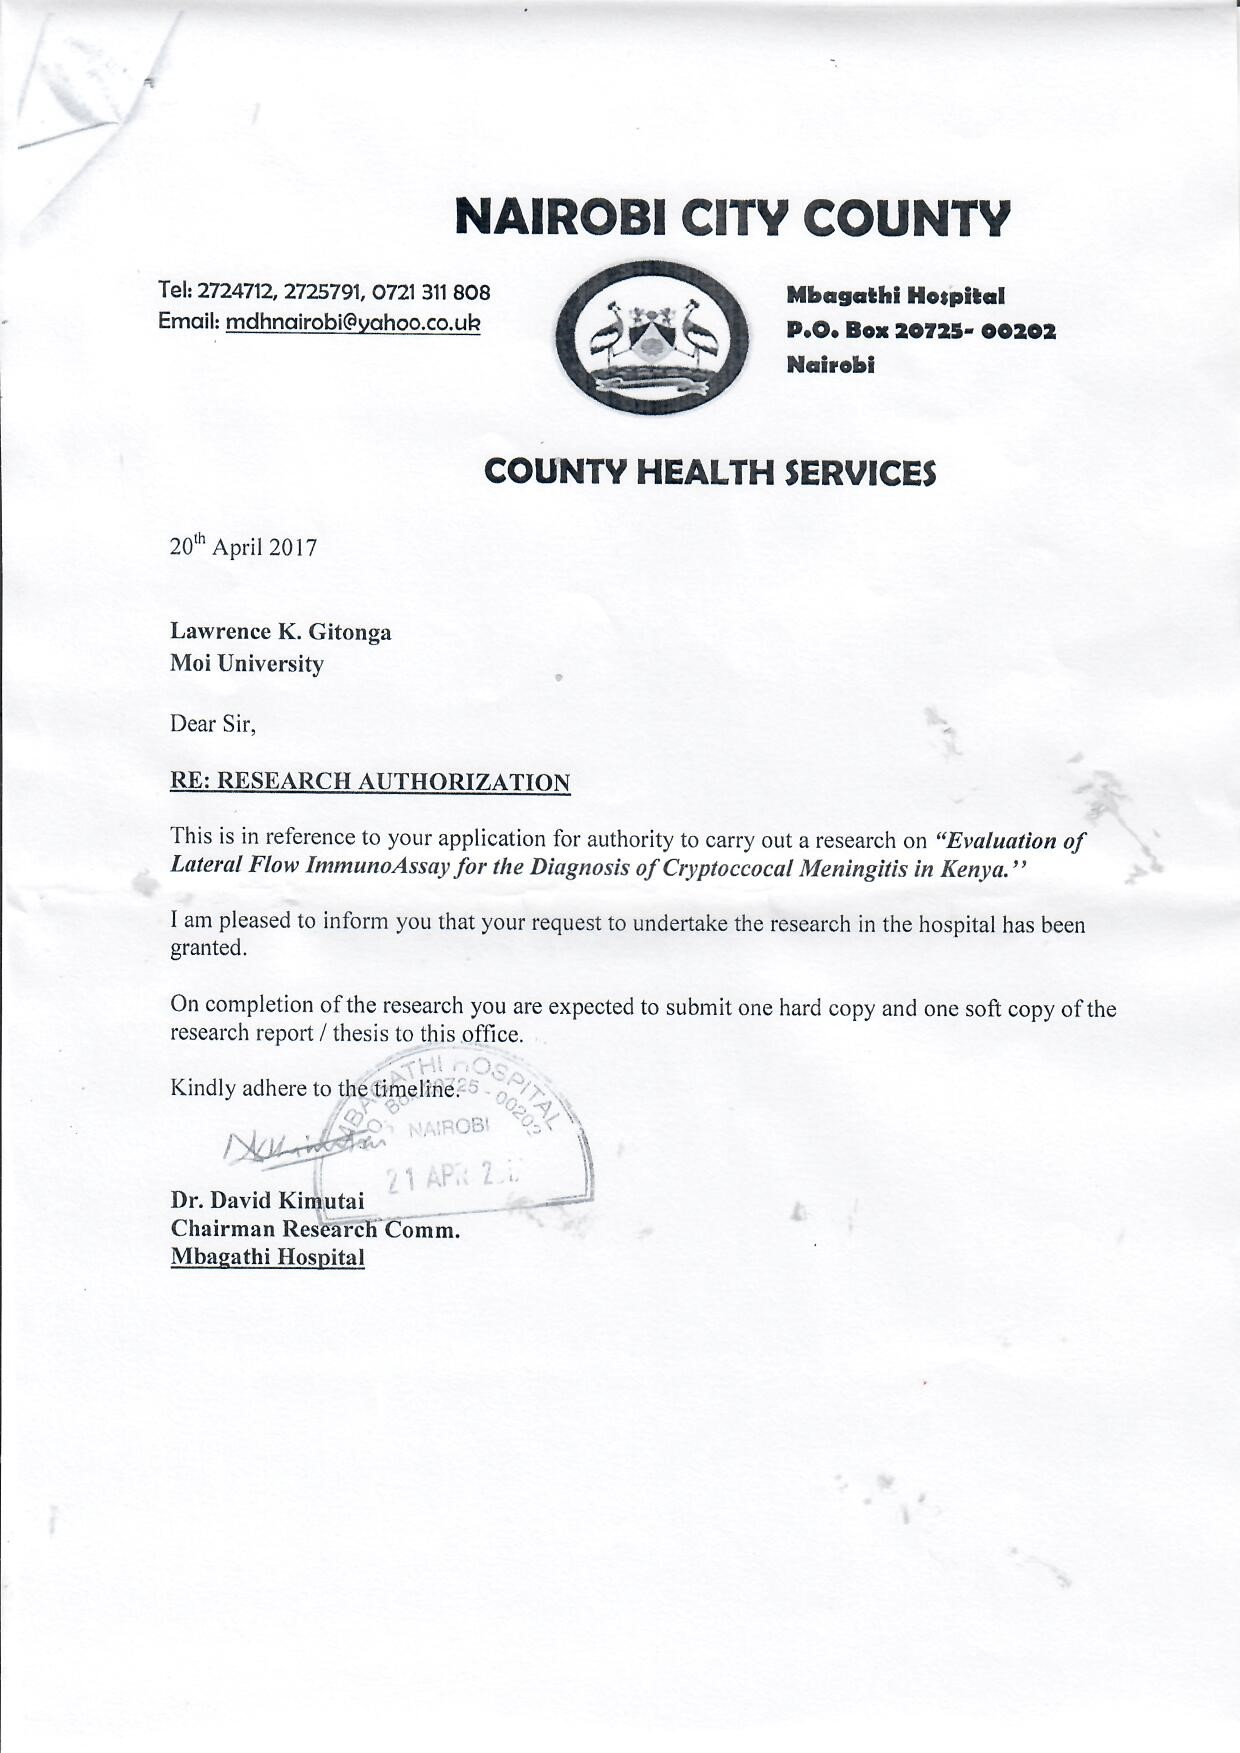 NAIROBI CITY COUNTY
Tel: 2724712, 2725791, 0721 311 808
Email: mdhnairobi@yahoo.co.uk
Mbagathi Hospital
P.O. Box 20725- 00202
Nairobi
COUNTY HEALTH SERVICES
20th April 2017
Lawrence K. Gitonga
Moi University
Dear Sir,
RE: RESEARCH AUTHORIZATION
This is in reference to your application for authority to carry out a research on “Evaluation of
Lateral Flow ImmunoAssay for the Diagnosis of Cryptoccocal Meningitis in Kenya.’’
I am pleased to inform you that your request to undertake the research in the hospital has been
granted.
On completion of the research you are expected to submit one hard copy and one soft copy of the
research report / thesis to this office.
Kindly adhere to the timeline.
MBAGATHI HOSPITAL
Box 20725 - 00202
NAIROBI
21 APR
Dr. David Kimutai
Chairman Research Comm.
Mbagathi Hospital